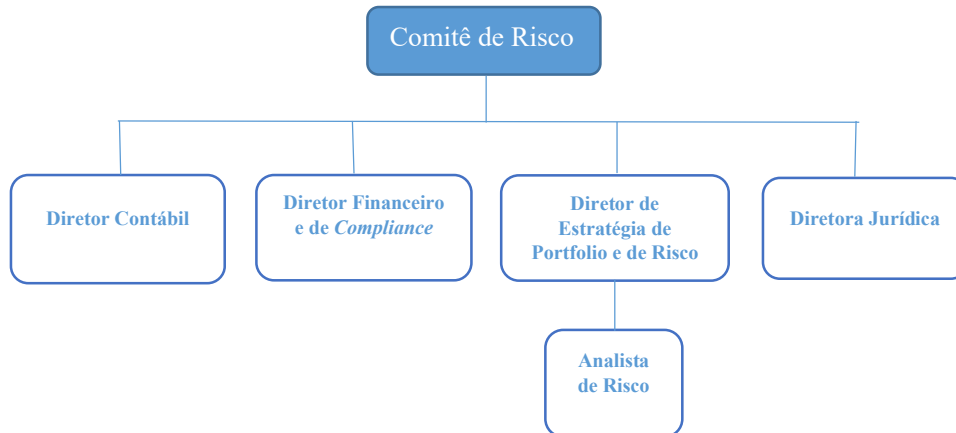 Comitê de Risco
Diretor Contábil
Diretor Financeiro
e de Compliance
Diretor de
Estratégia de
Portfolio e de Risco
Diretora Jurídica
Analista
de Risco